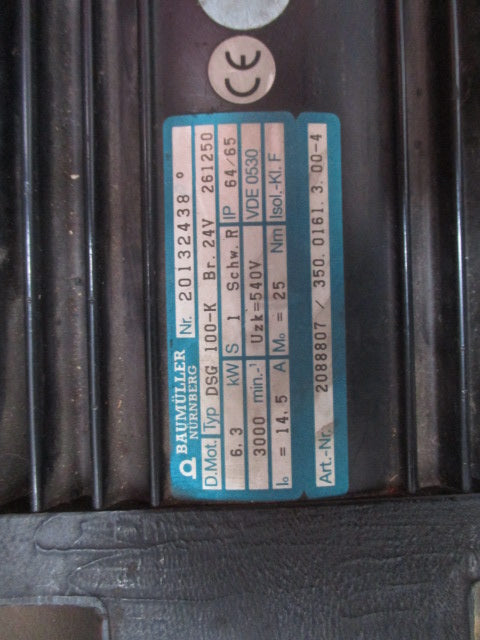 CE
BAUMÜLLER Nr. 20132438 °
NÜRNBERG
D.Mot. Typ DSG 100-K Br. 24V 261250
6,3 kW S 1 Schw. R IP 64/65
3000 min.-¹ Uzk=540V VDE 0530
I₀ = 14,5 A M₀ = 25 Nm Isol.-Kl. F
Art.-Nr. 2088807 / 350. 0161. 3. 00-4